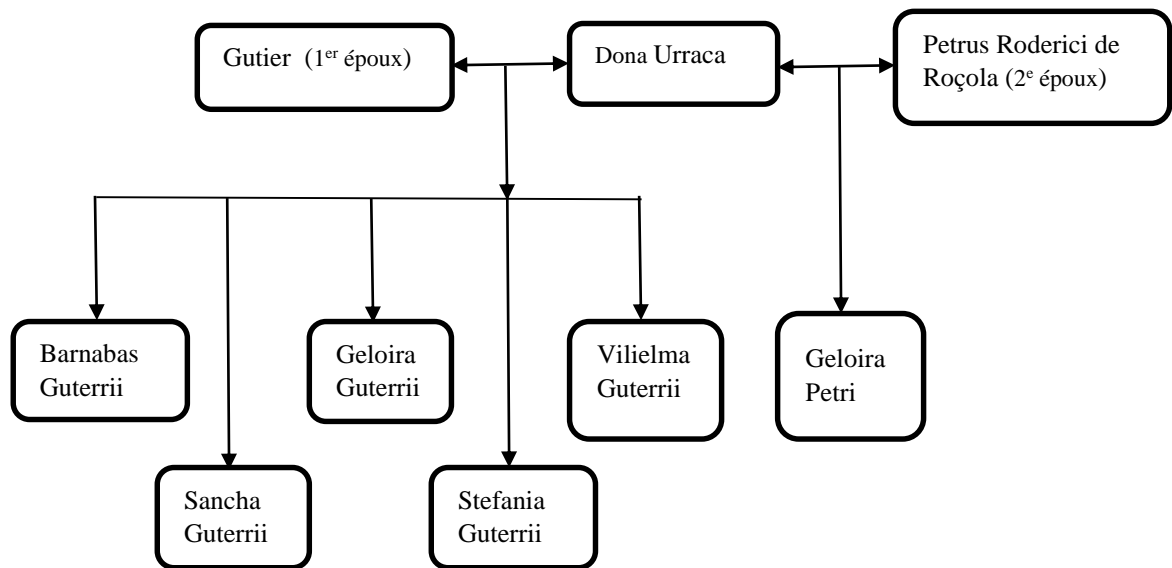 Gutier (1er époux)
Dona Urraca
Petrus Roderici de
Roçola (2e époux)
Barnabas
Guterrii
Geloira
Guterrii
Vilielma
Guterrii
Geloira
Petri
Sancha
Guterrii
Stefania
Guterrii